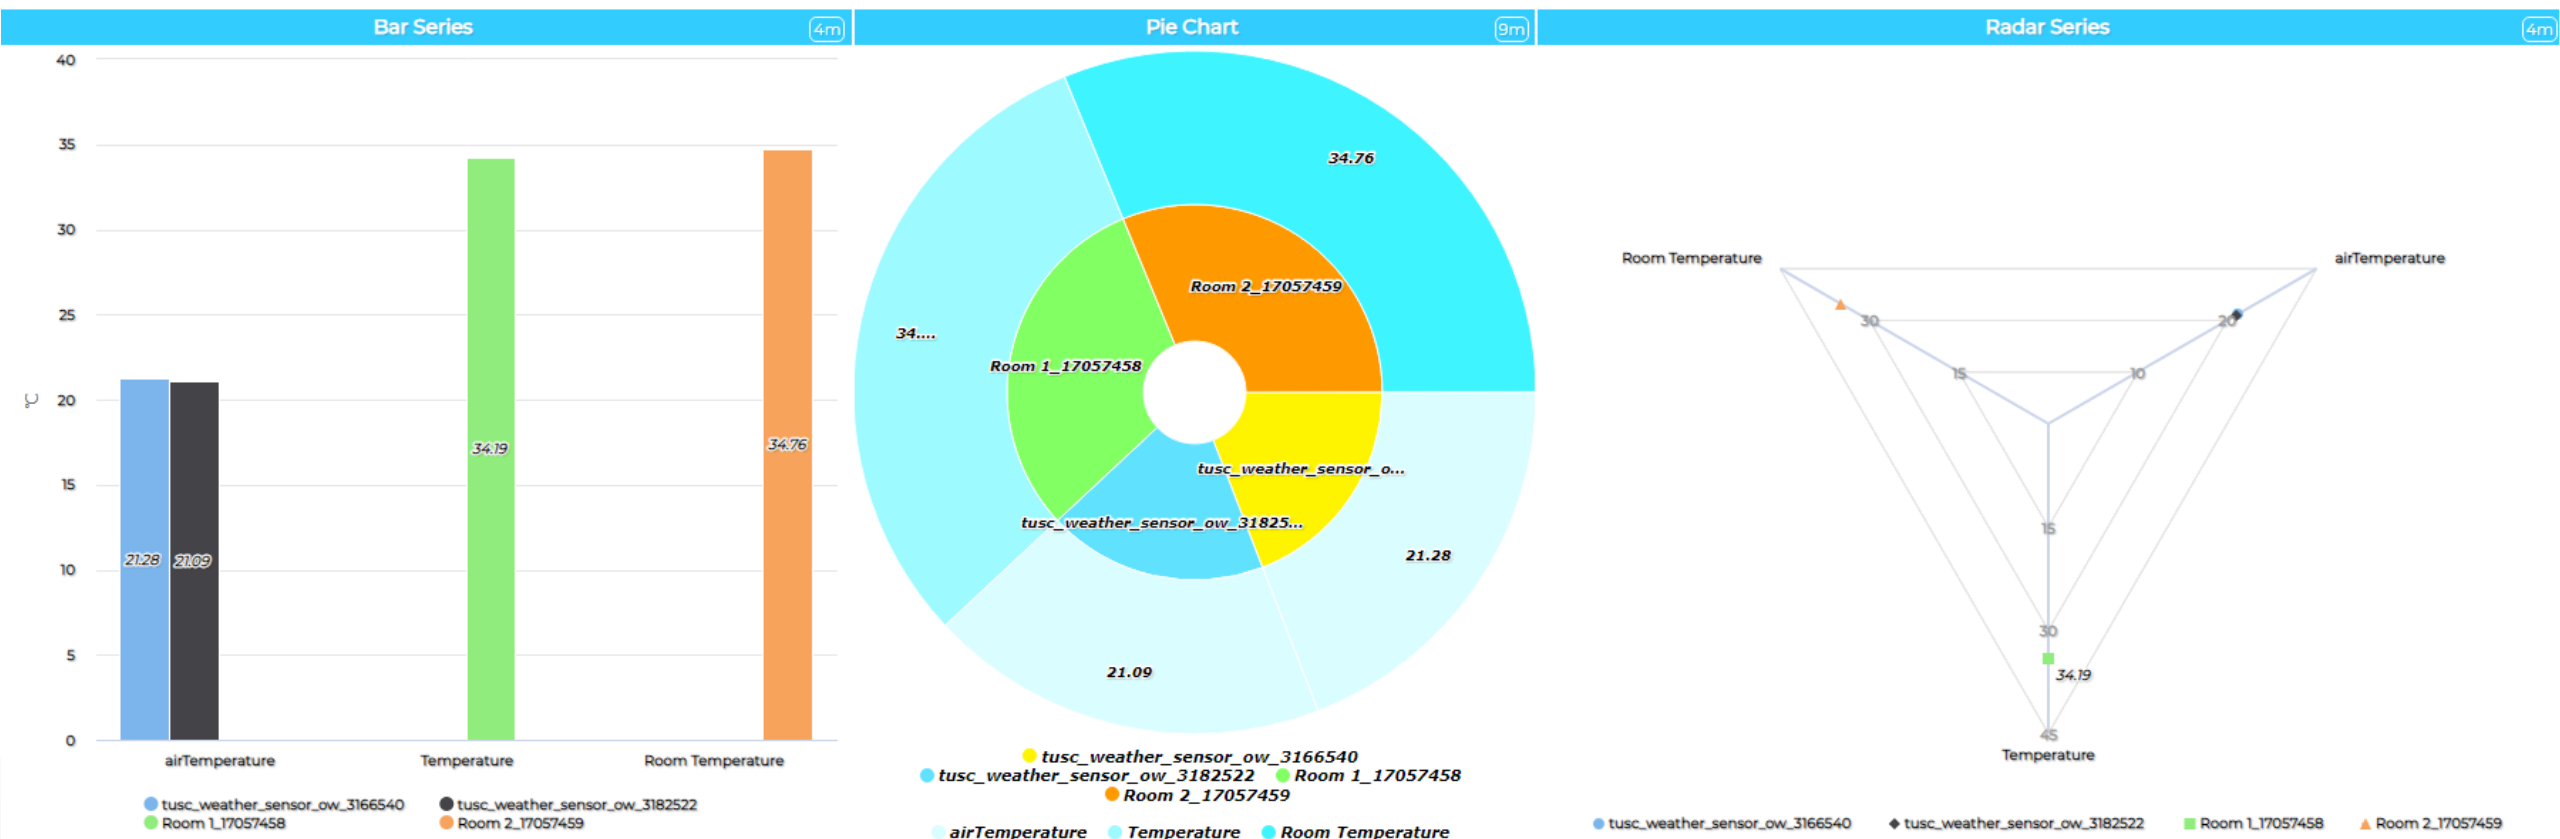 Bar Series
4m
40
35
30
25
20
15
10
5
0
°C
21.28
21.09
34.19
34.76
airTemperature
Temperature
Room Temperature
tusc_weather_sensor_ow_3166540
tusc_weather_sensor_ow_3182522
Room 1_17057458
Room 2_17057459
Pie Chart
9m
34.76
34....
Room 2_17057459
Room 1_17057458
tusc_weather_sensor_o...
tusc_weather_sensor_ow_31825...
21.28
21.09
tusc_weather_sensor_ow_3166540
tusc_weather_sensor_ow_3182522 Room 1_17057458
Room 2_17057459
airTemperature Temperature Room Temperature
Radar Series
4m
Room Temperature
airTemperature
30
20
15
10
15
30
34.19
45
Temperature
tusc_weather_sensor_ow_3166540 tusc_weather_sensor_ow_3182522 Room 1_17057458 Room 2_17057459